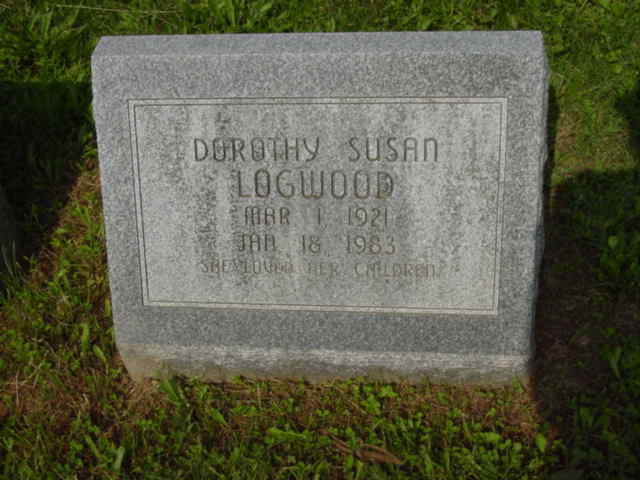 DOROTHY SUSAN
LOGWOOD
MAR 1 1921
JAN 18 1983
"SHE LOVED HER CHILDREN"